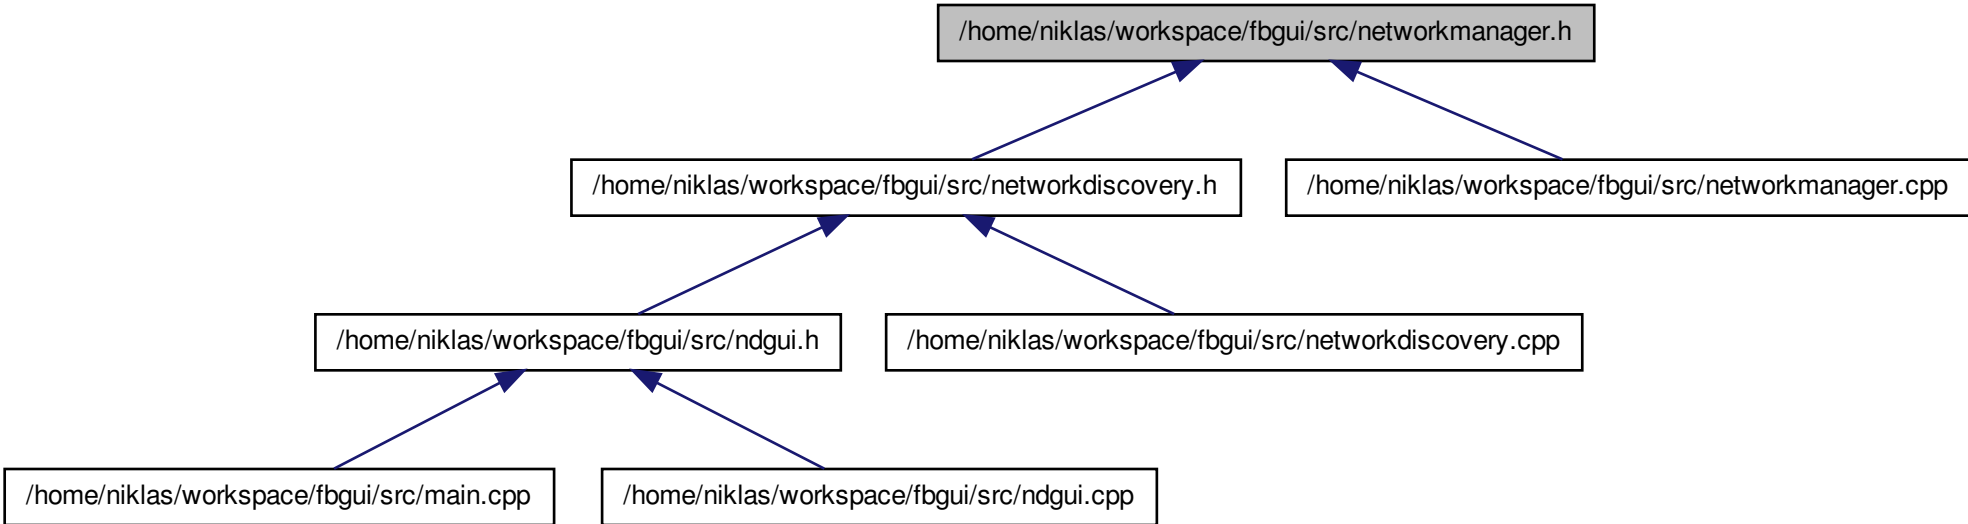 /home/niklas/workspace/fbgui/src/networkmanager.h
/home/niklas/workspace/fbgui/src/networkdiscovery.h
/home/niklas/workspace/fbgui/src/networkmanager.cpp
/home/niklas/workspace/fbgui/src/ndgui.h
/home/niklas/workspace/fbgui/src/networkdiscovery.cpp
/home/niklas/workspace/fbgui/src/main.cpp
/home/niklas/workspace/fbgui/src/ndgui.cpp